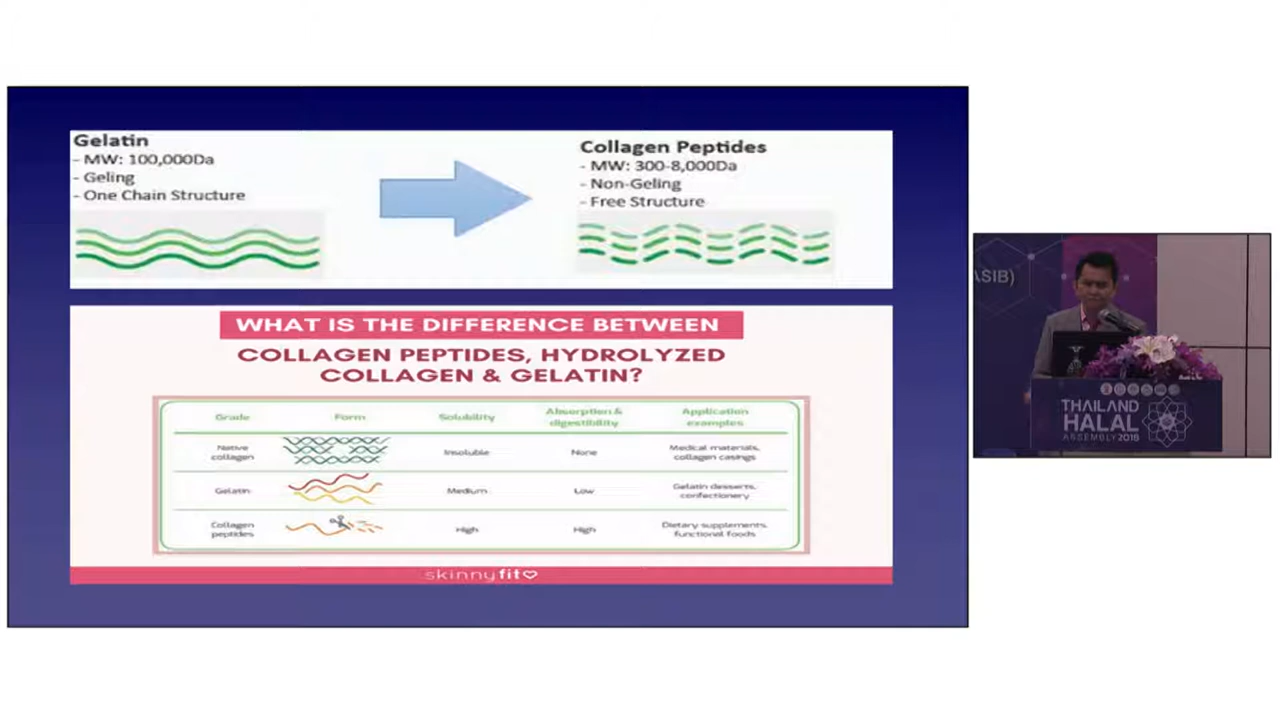 Gelatin
- MW: 100,000Da
- Geling
- One Chain Structure
Collagen Peptides
- MW: 300-8,000Da
- Non-Geling
- Free Structure
WHAT IS THE DIFFERENCE BETWEEN
COLLAGEN PEPTIDES, HYDROLYZED
COLLAGEN & GELATIN?
Grade Form Solubility Absorption & digestibility Application examples
Native collagen Insoluble None Medical materials, collagen casings
Gelatin Medium Low Gelatin desserts, confectionery
Collagen peptides High High Dietary supplements, functional foods
skinnyfit
ASIB)
THAILAND
HALAL
ASSEMBLY 2018